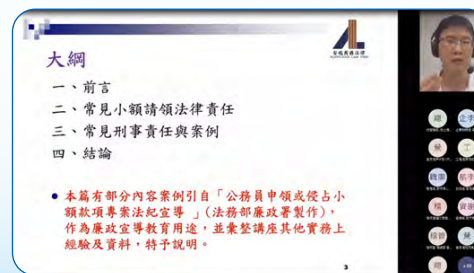 大綱
一、前言
二、常見小額請領法律責任
三、常見刑事責任與案例
四、結論
• 本篇有部分內容案例引自「公務員申領或侵占小
額款項專案法紀宣導 」(法務部廉政署製作)，
作為廉政宣導教育用途，並彙整講座其他實務上
經驗及資料，特予說明。
3